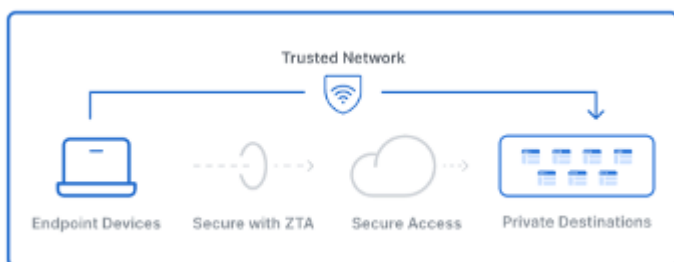 Trusted Network
Endpoint Devices
Secure with ZTA
Secure Access
Private Destinations